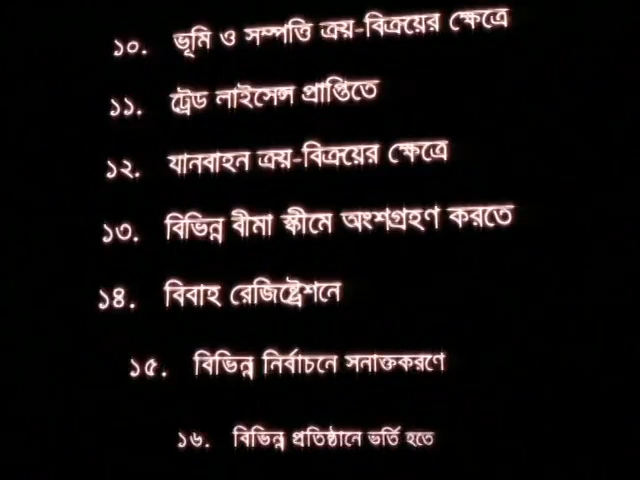 ১০. ভূমি ও সম্পত্তি ক্রয়-বিক্রয়ের ক্ষেত্রে
১১. ট্রেড লাইসেন্স প্রাপ্তিতে
১২. যানবাহন ক্রয়-বিক্রয়ের ক্ষেত্রে
১৩. বিভিন্ন বীমা স্কীমে অংশগ্রহণ করতে
১৪. বিবাহ রেজিষ্ট্রেশনে
১৫. বিভিন্ন নির্বাচনে সনাক্তকরণে
১৬. বিভিন্ন প্রতিষ্ঠানে ভর্তি হতে